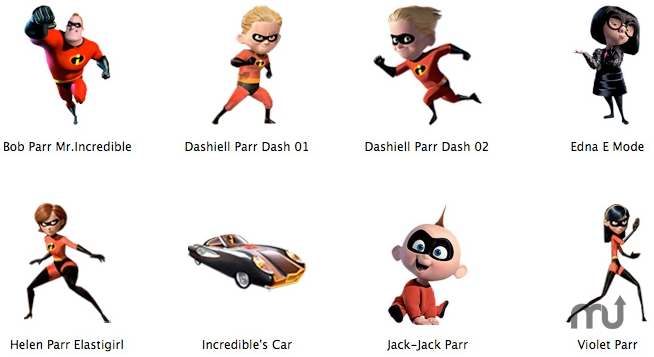 Bob Parr Mr.Incredible
Dashiell Parr Dash 01
Dashiell Parr Dash 02
Edna E Mode
Helen Parr Elastigirl
Incredible's Car
Jack-Jack Parr
Violet Parr